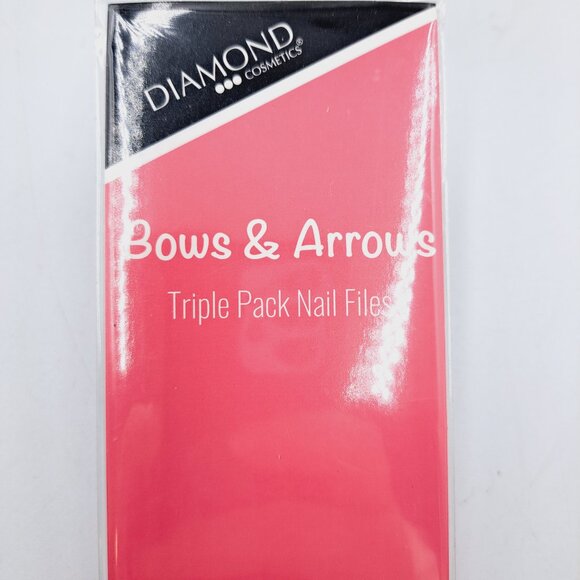 DIAMOND
COSMETICS®
Bows & Arrows
Triple Pack Nail Files